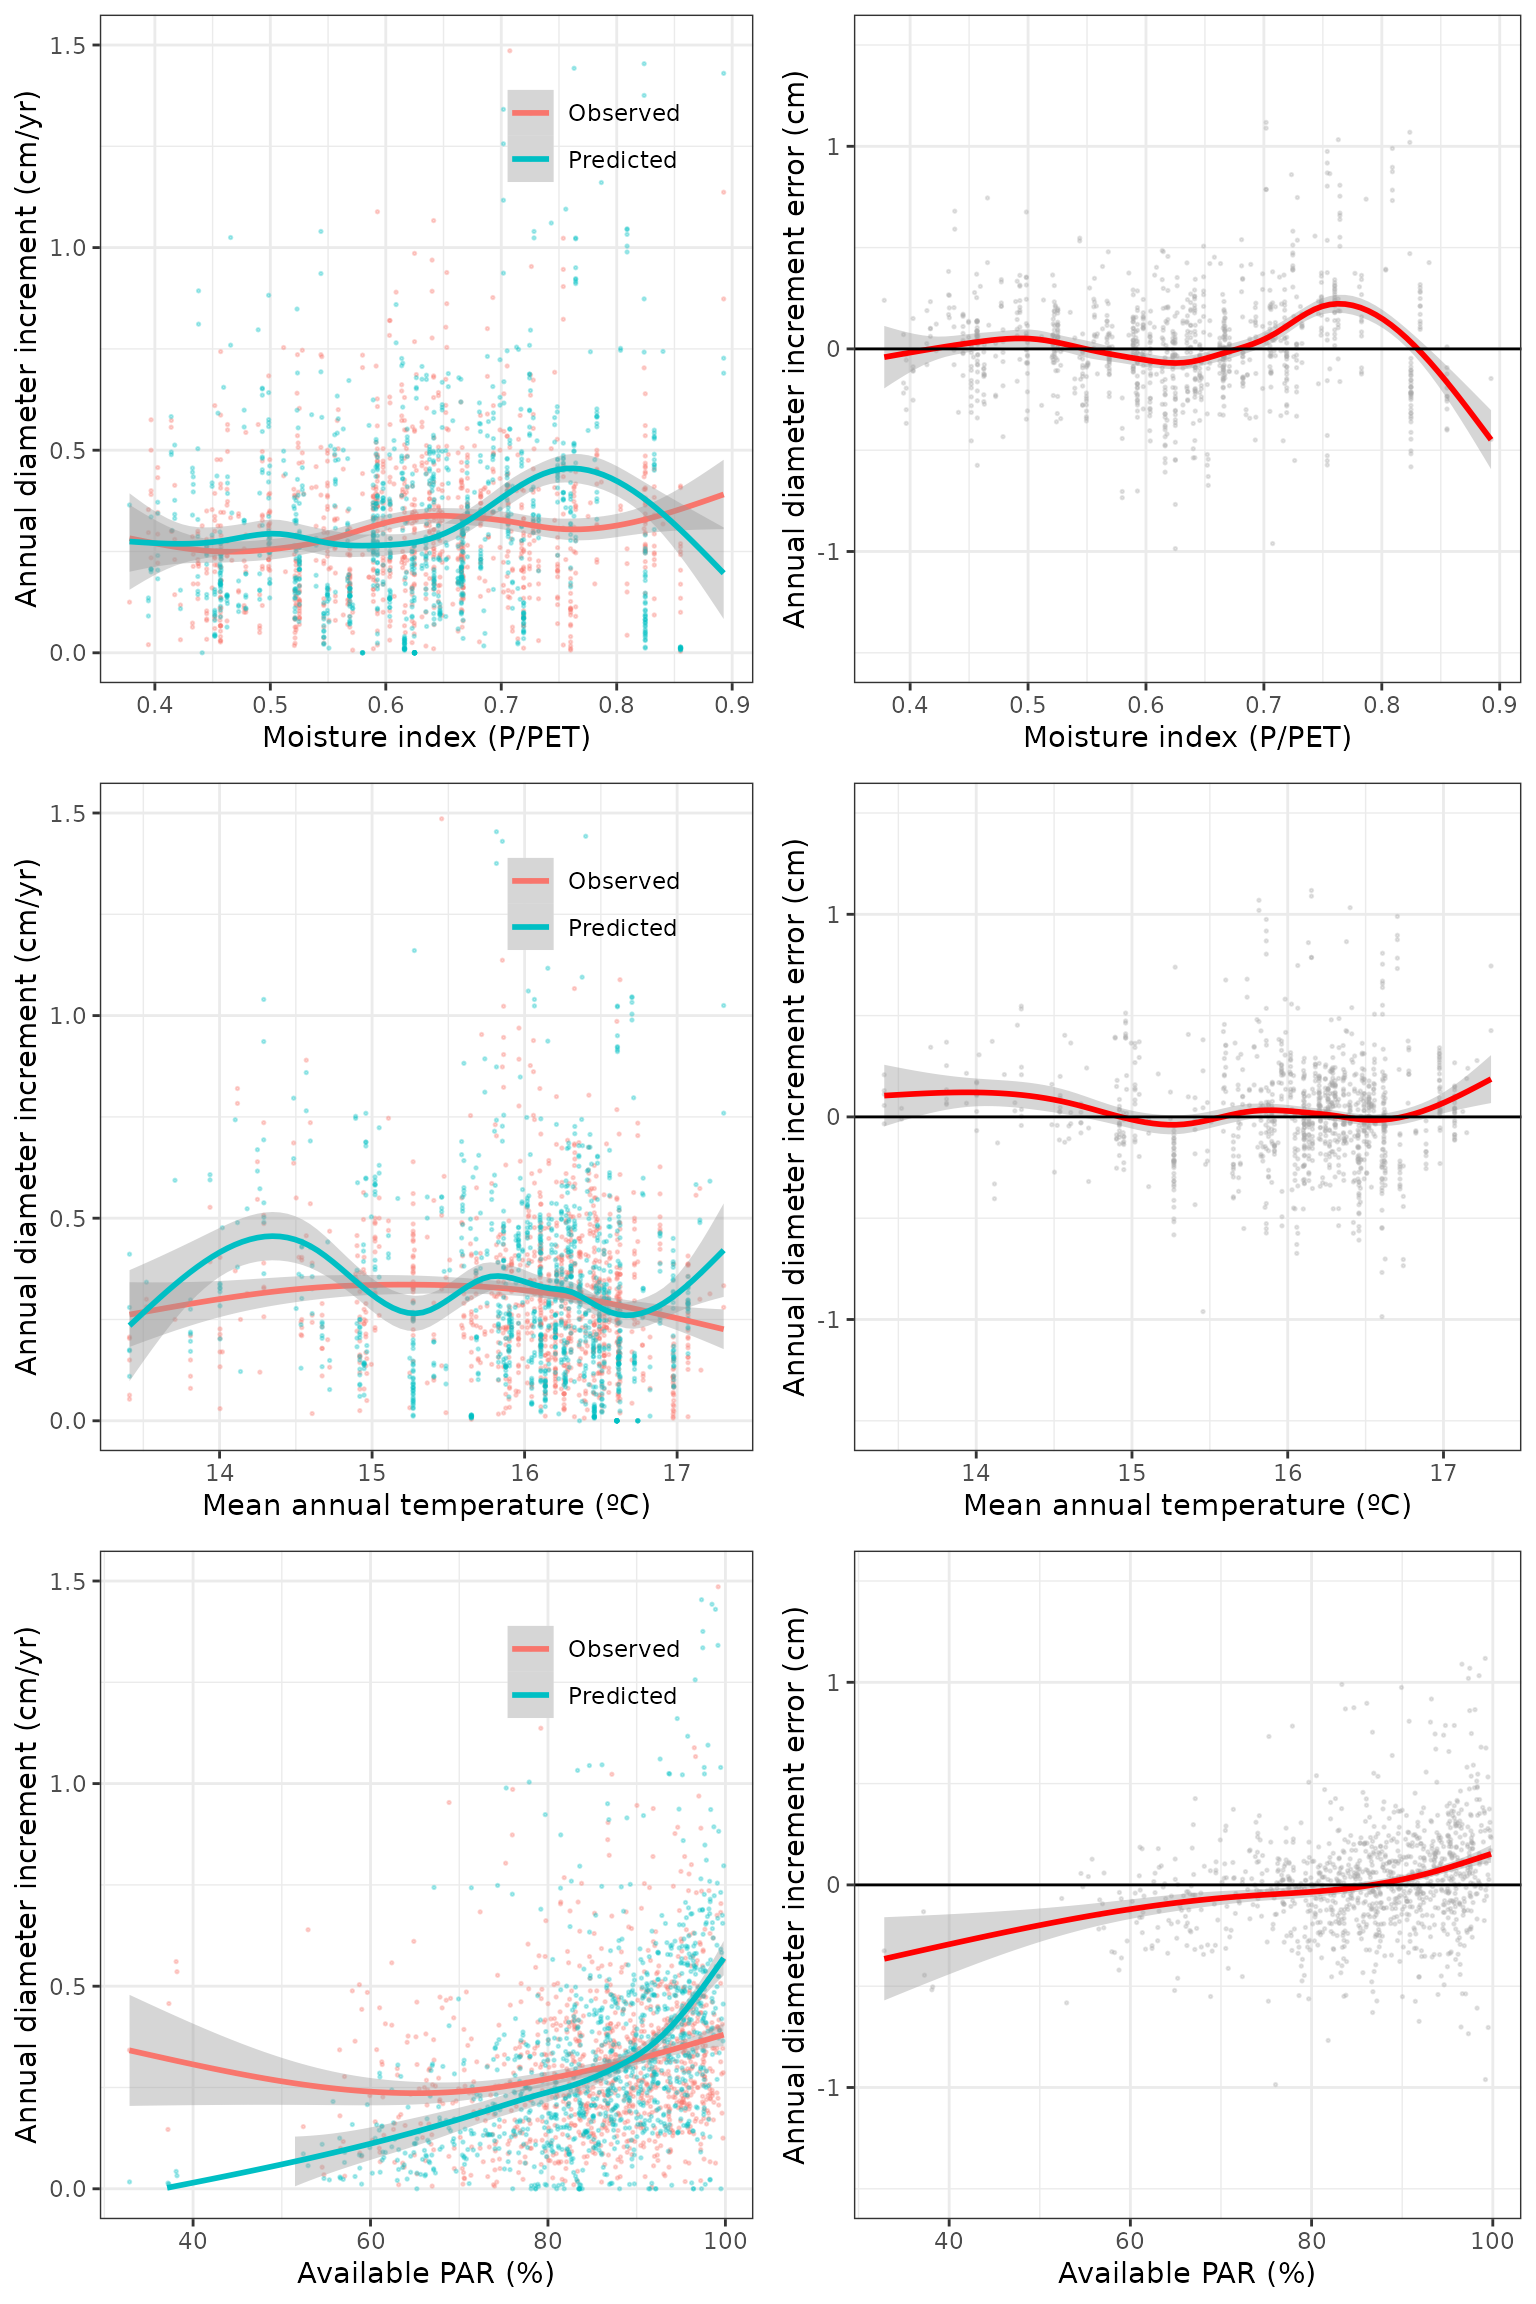 Annual diameter increment (cm/yr)
1.5
1.0
0.5
0.0
Observed
Predicted
0.4 0.5 0.6 0.7 0.8 0.9
Moisture index (P/PET)
Annual diameter increment error (cm)
1
0
-1
0.4 0.5 0.6 0.7 0.8 0.9
Moisture index (P/PET)
Annual diameter increment (cm/yr)
1.5
1.0
0.5
0.0
Observed
Predicted
14 15 16 17
Mean annual temperature (ºC)
Annual diameter increment error (cm)
1
0
-1
14 15 16 17
Mean annual temperature (ºC)
Annual diameter increment (cm/yr)
1.5
1.0
0.5
0.0
Observed
Predicted
40 60 80 100
Available PAR (%)
Annual diameter increment error (cm)
1
0
-1
40 60 80 100
Available PAR (%)